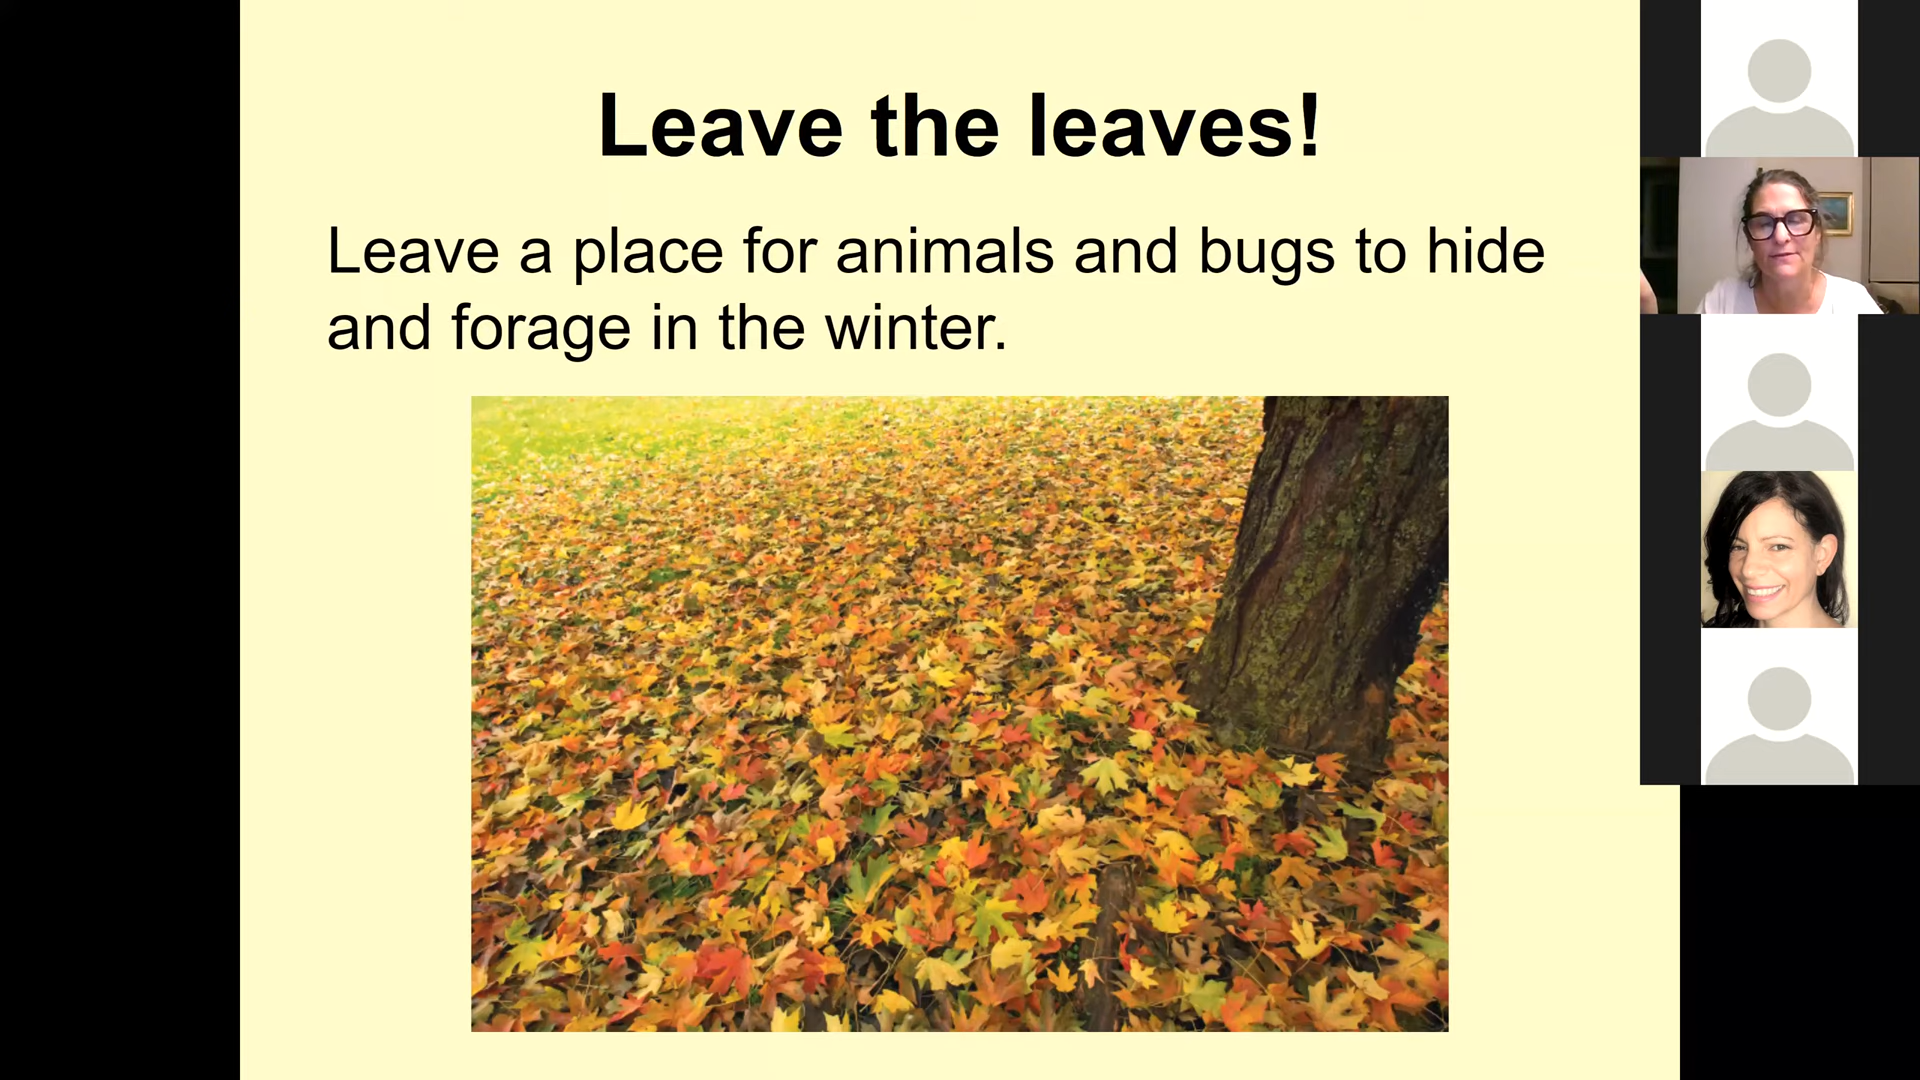 Leave the leaves!
Leave a place for animals and bugs to hide
and forage in the winter.